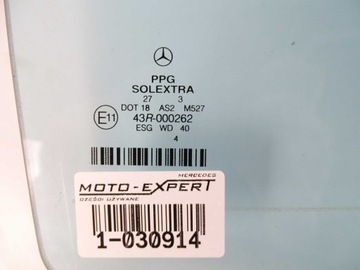 PPG
SOLEXTRA
27 3
DOT 18 AS2 M527
E11 43R-000262
ESG WD 40
4
MERCEDES
MOTO-EXPERT
CZĘŚCI UŻYWANE
1-030914